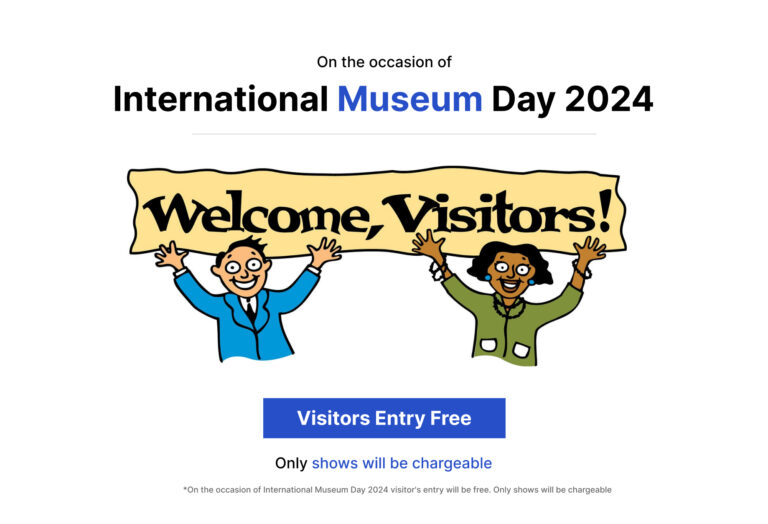 On the occasion of
International Museum Day 2024
Welcome, Visitors!
Visitors Entry Free
Only shows will be chargeable
*On the occasion of International Museum Day 2024 visitor's entry will be free. Only shows will be chargeable